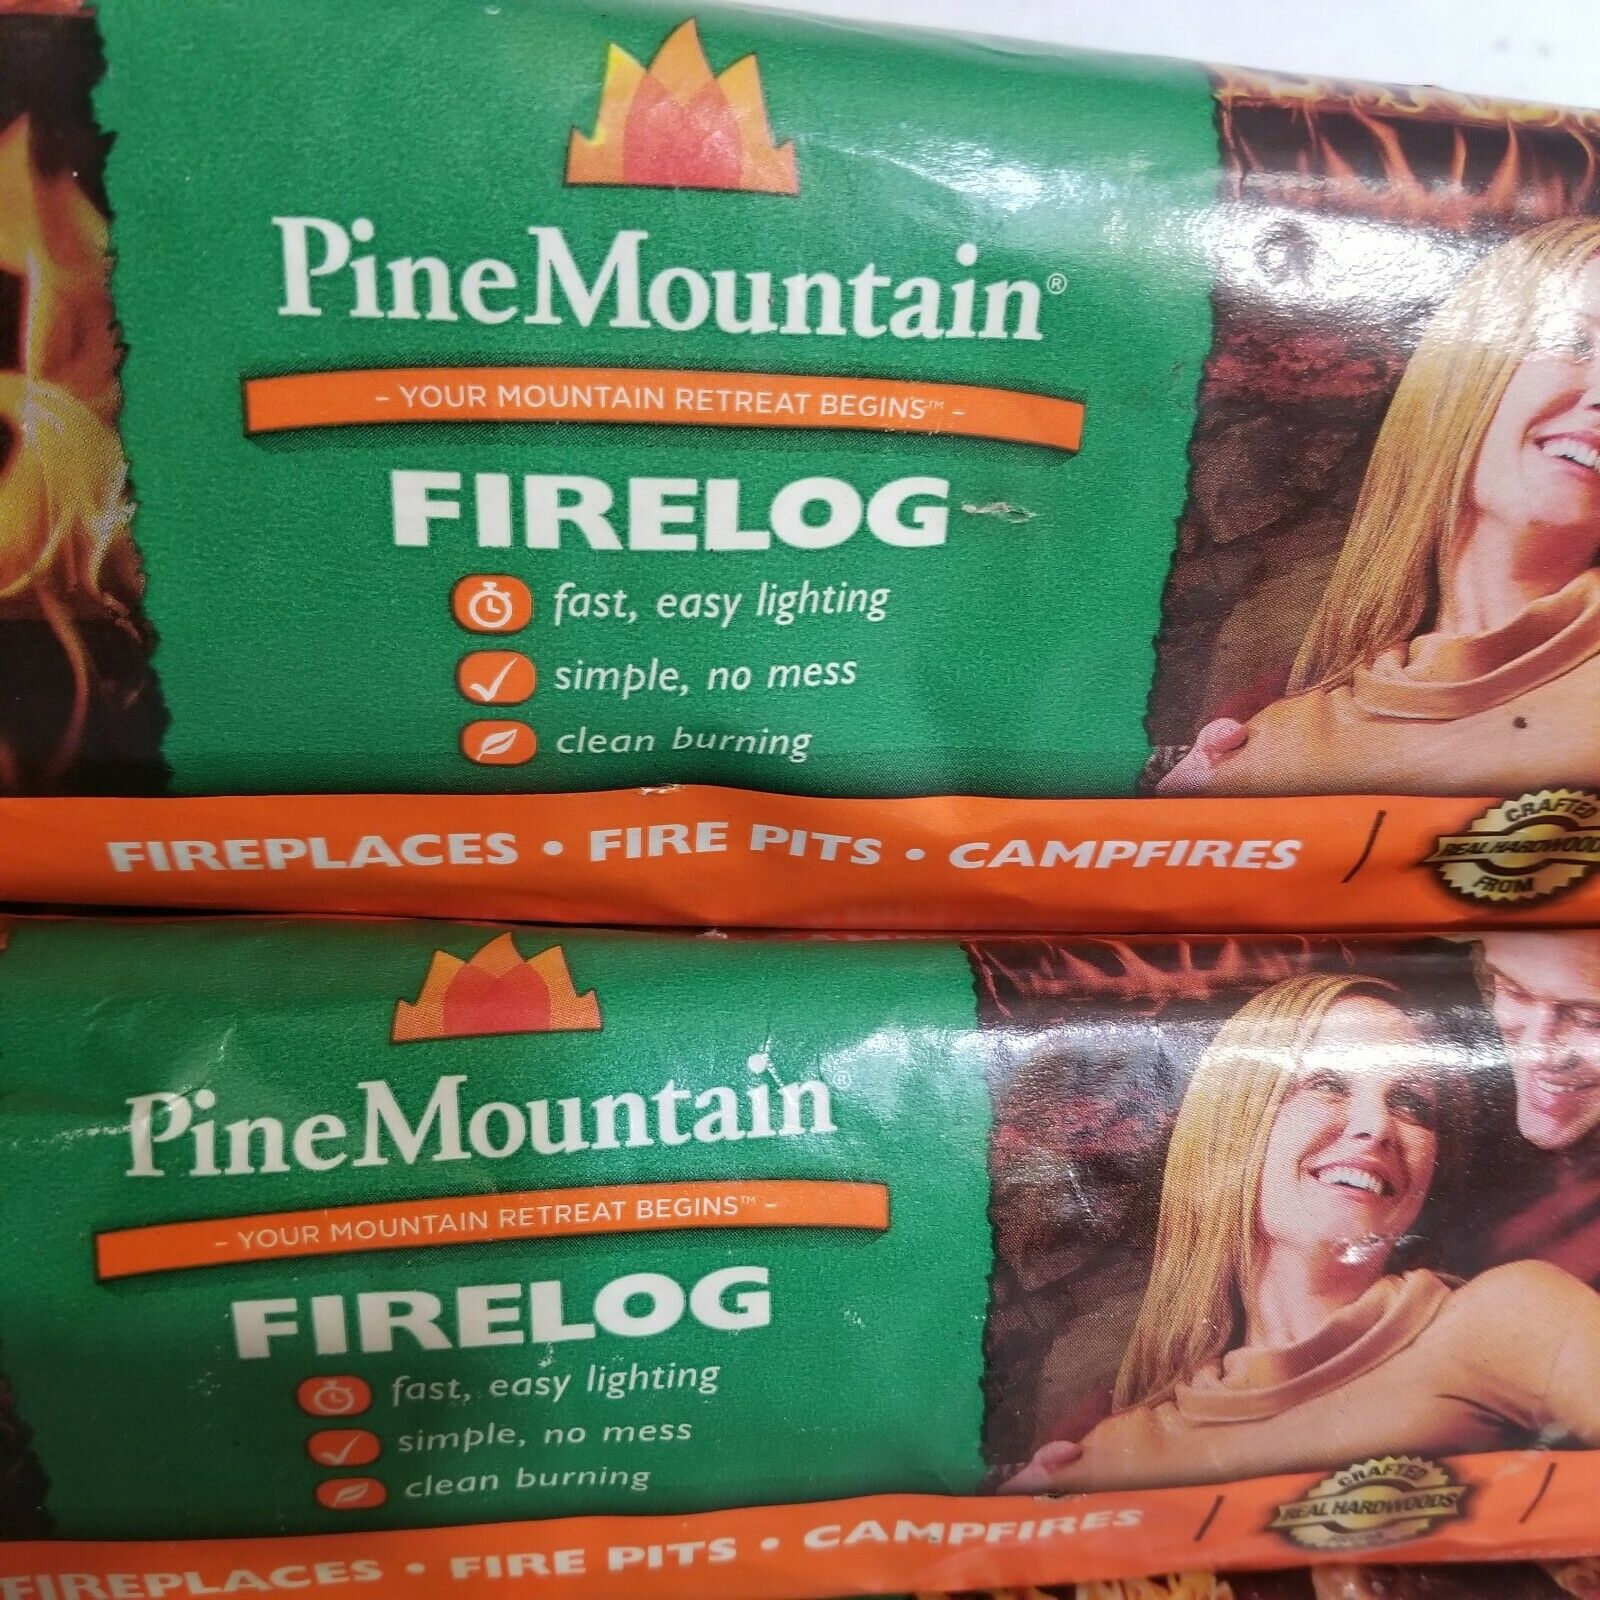 PineMountain®
- YOUR MOUNTAIN RETREAT BEGINS™ -
FIRELOG
fast, easy lighting
simple, no mess
clean burning
FIREPLACES • FIRE PITS • CAMPFIRES /
CRAFTED
REAL HARDWOODS
FROM
PineMountain®
- YOUR MOUNTAIN RETREAT BEGINS™ -
FIRELOG
fast, easy lighting
simple, no mess
clean burning
FIREPLACES • FIRE PITS • CAMPFIRES / /
CRAFTED
REAL HARDWOODS